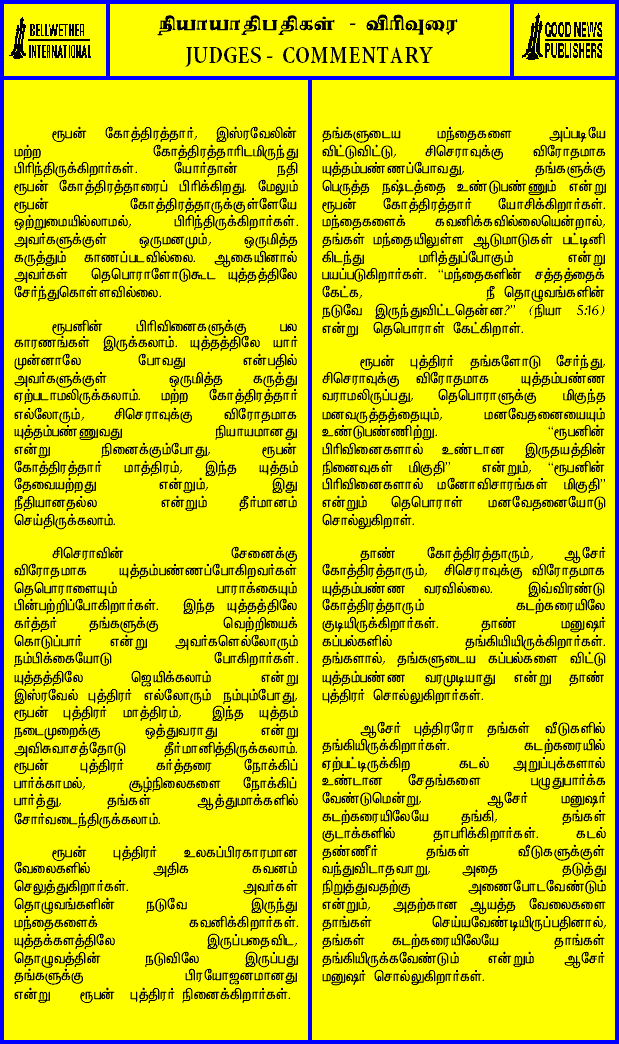 BELLWETHER
INTERNATIONAL
நியாயாதிபதிகள் - விரிவுரை
JUDGES - COMMENTARY
GOOD NEWS
PUBLISHERS
ரூபன் கோத்திரத்தார், இஸ்ரவேலின்
மற்ற கோத்திரத்தாரிடமிருந்து
பிரிந்திருக்கிறார்கள். யோர்தான் நதி
ரூபன் கோத்திரத்தாரைப் பிரிக்கிறது. மேலும்
ரூபன் கோத்திரத்தாருக்குள்ளேயே
ஒற்றுமையில்லாமல், பிரிந்திருக்கிறார்கள்.
அவர்களுக்குள் ஒருமனமும், ஒருமித்த
கருத்தும் காணப்படவில்லை. ஆகையினால்
அவர்கள் தெபொராளோடுகூட யுத்தத்திலே
சேர்ந்துகொள்ளவில்லை.
ரூபனின் பிரிவினைகளுக்கு பல
காரணங்கள் இருக்கலாம். யுத்தத்திலே யார்
முன்னாலே போவது என்பதில்
அவர்களுக்குள் ஒருமித்த கருத்து
ஏற்படாமலிருக்கலாம். மற்ற கோத்திரத்தார்
எல்லோரும், சிசெராவுக்கு விரோதமாக
யுத்தம்பண்ணுவது நியாயமானது
என்று நினைக்கும்போது, ரூபன்
கோத்திரத்தார் மாத்திரம், இந்த யுத்தம்
தேவையற்றது என்றும், இது
நீதியானதல்ல என்றும் தீர்மானம்
செய்திருக்கலாம்.
சிசெராவின் சேனைக்கு
விரோதமாக யுத்தம்பண்ணப்போகிறவர்கள்
தெபொராளையும் பாராக்கையும்
பின்பற்றிப்போகிறார்கள். இந்த யுத்தத்திலே
கர்த்தர் தங்களுக்கு வெற்றியைக்
கொடுப்பார் என்று அவர்களெல்லோரும்
நம்பிக்கையோடு போகிறார்கள்.
யுத்தத்திலே ஜெயிக்கலாம் என்று
இஸ்ரவேல் புத்திரர் எல்லோரும் நம்பும்போது,
ரூபன் புத்திரர் மாத்திரம், இந்த யுத்தம்
நடைமுறைக்கு ஒத்துவராது என்று
அவிசுவாசத்தோடு தீர்மானித்திருக்கலாம்.
ரூபன் புத்திரர் கர்த்தரை நோக்கிப்
பார்க்காமல், சூழ்நிலைகளை நோக்கிப்
பார்த்து, தங்கள் ஆத்துமாக்களில்
சோர்வடைந்திருக்கலாம்.
ரூபன் புத்திரர் உலகப்பிரகாரமான
வேலைகளில் அதிக கவனம்
செலுத்துகிறார்கள். அவர்கள்
தொழுவங்களின் நடுவே இருந்து
மந்தைகளைக் கவனிக்கிறார்கள்.
யுத்தக்களத்திலே இருப்பதைவிட,
தொழுவத்தின் நடுவிலே இருப்பது
தங்களுக்கு பிரயோஜனமானது
என்று ரூபன் புத்திரர் நினைக்கிறார்கள்.
தங்களுடைய மந்தைகளை அப்படியே
விட்டுவிட்டு, சிசெராவுக்கு விரோதமாக
யுத்தம்பண்ணப்போவது, தங்களுக்கு
பெருத்த நஷ்டத்தை உண்டுபண்ணும் என்று
ரூபன் கோத்திரத்தார் யோசிக்கிறார்கள்.
மந்தைகளைக் கவனிக்கவில்லையென்றால்,
தங்கள் மந்தையிலுள்ள ஆடுமாடுகள் பட்டினி
கிடந்து மரித்துப்போகும் என்று
பயப்படுகிறார்கள். “மந்தைகளின் சத்தத்தைக்
கேட்க, நீ தொழுவங்களின்
நடுவே இருந்துவிட்டதென்ன?” (நியா 5:16)
என்று தெபொராள் கேட்கிறாள்.
ரூபன் புத்திரர் தங்களோடு சேர்ந்து,
சிசெராவுக்கு விரோதமாக யுத்தம்பண்ண
வராமலிருப்பது, தெபொராளுக்கு மிகுந்த
மனவருத்தத்தையும், மனவேதனையையும்
உண்டுபண்ணிற்று. “ரூபனின்
பிரிவினைகளால் உண்டான இருதயத்தின்
நினைவுகள் மிகுதி” என்றும், “ரூபனின்
பிரிவினைகளால் மனோவிசாரங்கள் மிகுதி”
என்றும் தெபொராள் மனவேதனையோடு
சொல்லுகிறாள்.
தாண் கோத்திரத்தாரும், ஆசேர்
கோத்திரத்தாரும், சிசெராவுக்கு விரோதமாக
யுத்தம்பண்ண வரவில்லை. இவ்விரண்டு
கோத்திரத்தாரும் கடற்கரையிலே
குடியிருக்கிறார்கள். தாண் மனுஷர்
கப்பல்களில் தங்கியிருக்கிறார்கள்.
தங்களால், தங்களுடைய கப்பல்களை விட்டு
யுத்தம்பண்ண வரமுடியாது என்று தாண்
புத்திரர் சொல்லுகிறார்கள்.
ஆசேர் புத்திரரோ தங்கள் வீடுகளில்
தங்கியிருக்கிறார்கள். கடற்கரையில்
ஏற்பட்டிருக்கிற கடல் அறுப்புக்களால்
உண்டான சேதங்களை பழுதுபார்க்க
வேண்டுமென்று, ஆசேர் மனுஷர்
கடற்கரையிலேயே தங்கி, தங்கள்
குடாக்களில் தாபரிக்கிறார்கள். கடல்
தண்ணீர் தங்கள் வீடுகளுக்குள்
வந்துவிடாதவாறு, அதை தடுத்து
நிறுத்துவதற்கு அணைபோடவேண்டும்
என்றும், அதற்கான ஆயத்த வேலைகளை
தாங்கள் செய்யவேண்டியிருப்பதினால்,
தங்கள் கடற்கரையிலேயே தாங்கள்
தங்கியிருக்கவேண்டும் என்றும் ஆசேர்
மனுஷர் சொல்லுகிறார்கள்.